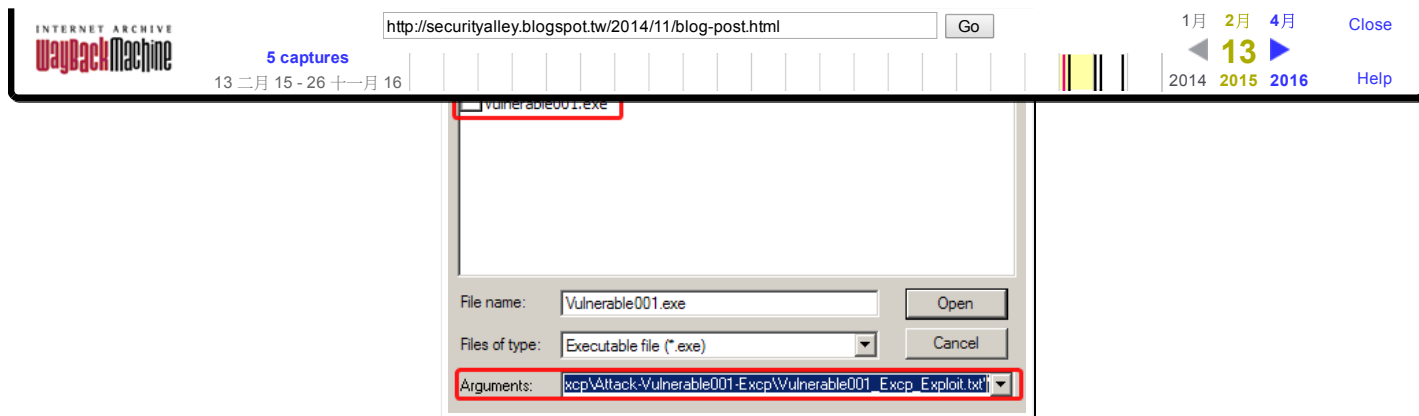 INTERNET ARCHIVE
WayBackMachine
http://securityalley.blogspot.tw/2014/11/blog-post.html
Go
5 captures
13 二月 15 - 26 十一月 16
1月 2月 4月
13
2014 2015 2016
Close
Help
Vulnerable001.exe
File name: Vulnerable001.exe Open
Files of type: Executable file (*.exe) Cancel
Arguments: xcp\Attack-Vulnerable001-Excp\Vulnerable001_Excp_Exploit.txt"